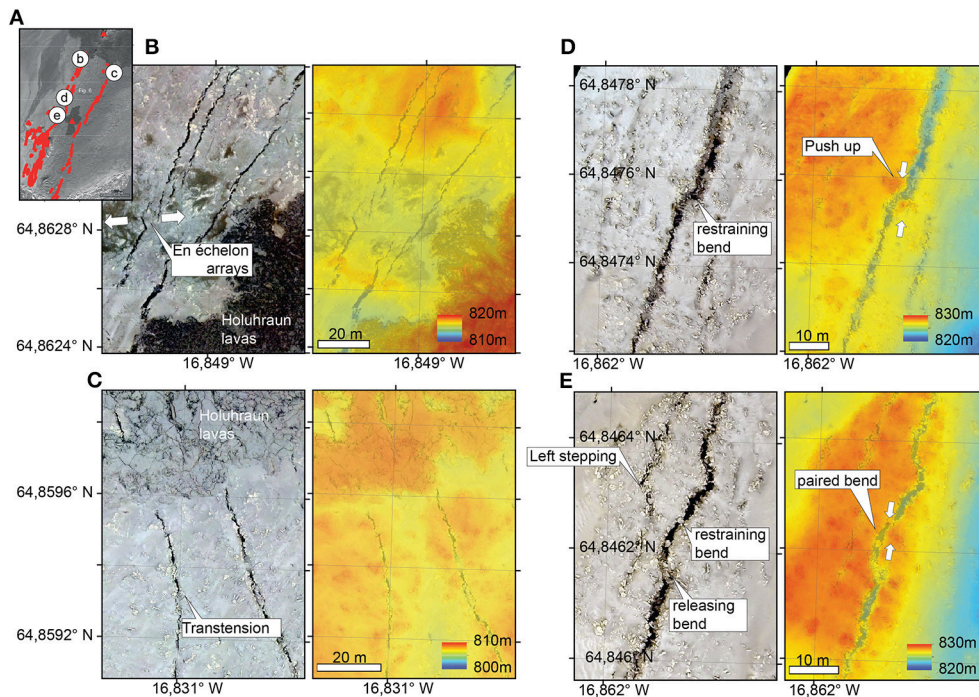 A
b
c
Fig. 6
d
e
B
64,8628° N
En échelon
arrays
Holuhraun
lavas
64,8624° N
16,849° W
20 m
820m
810m
16,849° W
C
Holuhraun
lavas
64,8596° N
Transtension
64,8592° N
16,831° W
20 m
810m
800m
16,831° W
D
64,8478° N
64,8476° N
restraining
bend
64,8474° N
16,862° W
Push up
10 m
830m
820m
16,862° W
E
64,8464° N
Left stepping
restraining
bend
64,8462° N
releasing
bend
64,846° N
16,862° W
paired bend
10 m
830m
820m
16,862° W